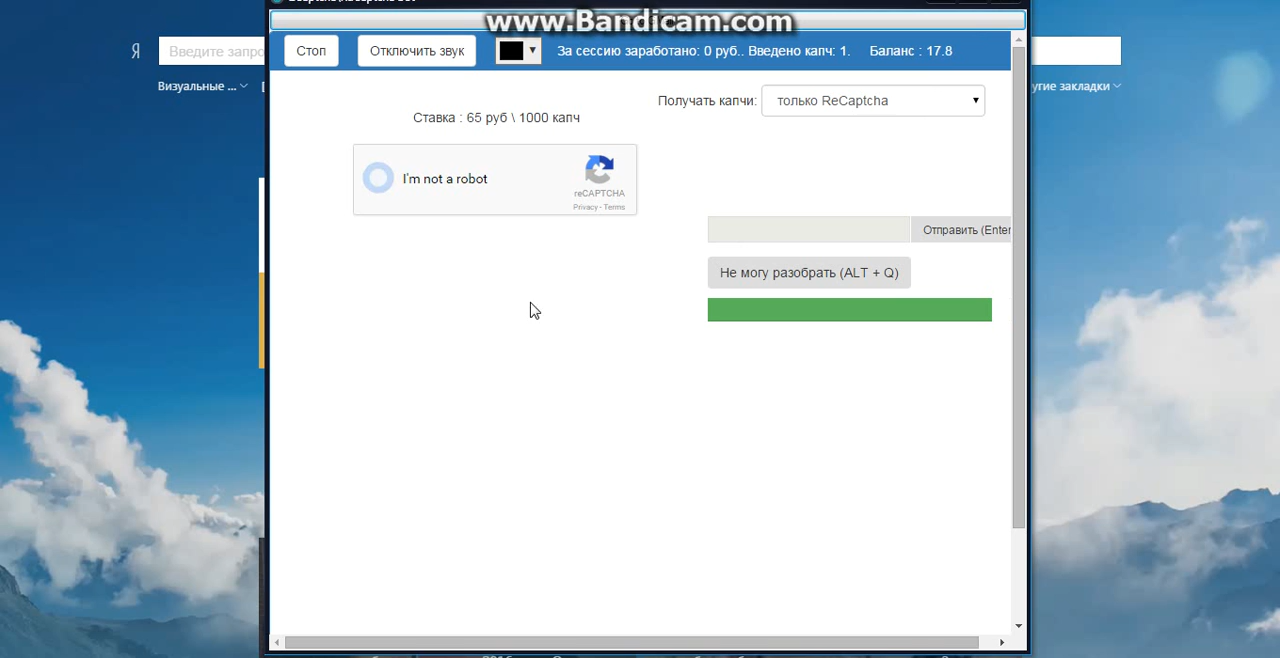 www.Bandicam.com
Я
Введите запро
Визуальные ...
угие закладки
Стоп
Отключить звук
За сессию заработано: 0 руб.. Введено капч: 1.
Баланс : 17.8
Получать капчи:
только ReCaptcha
Ставка : 65 руб \ 1000 капч
I'm not a robot
reCAPTCHA
Privacy - Terms
Отправить (Enter
Не могу разобрать (ALT + Q)